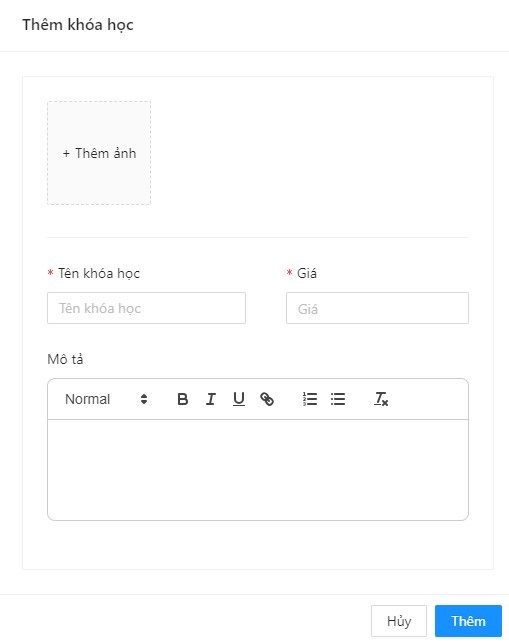 Thêm khóa học
+ Thêm ảnh
* Tên khóa học
* Giá
Tên khóa học
Giá
Mô tả
Normal
Hủy
Thêm